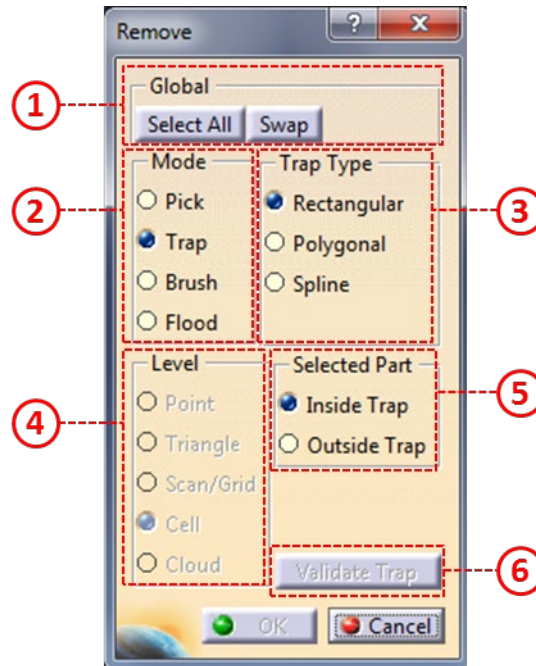 Remove
?
x
1
Global
Select All Swap
2
Mode
Pick
Trap
Brush
Flood
3
Trap Type
Rectangular
Polygonal
Spline
4
Level
Point
Triangle
Scan/Grid
Cell
Cloud
5
Selected Part
Inside Trap
Outside Trap
6
Validate Trap
OK Cancel